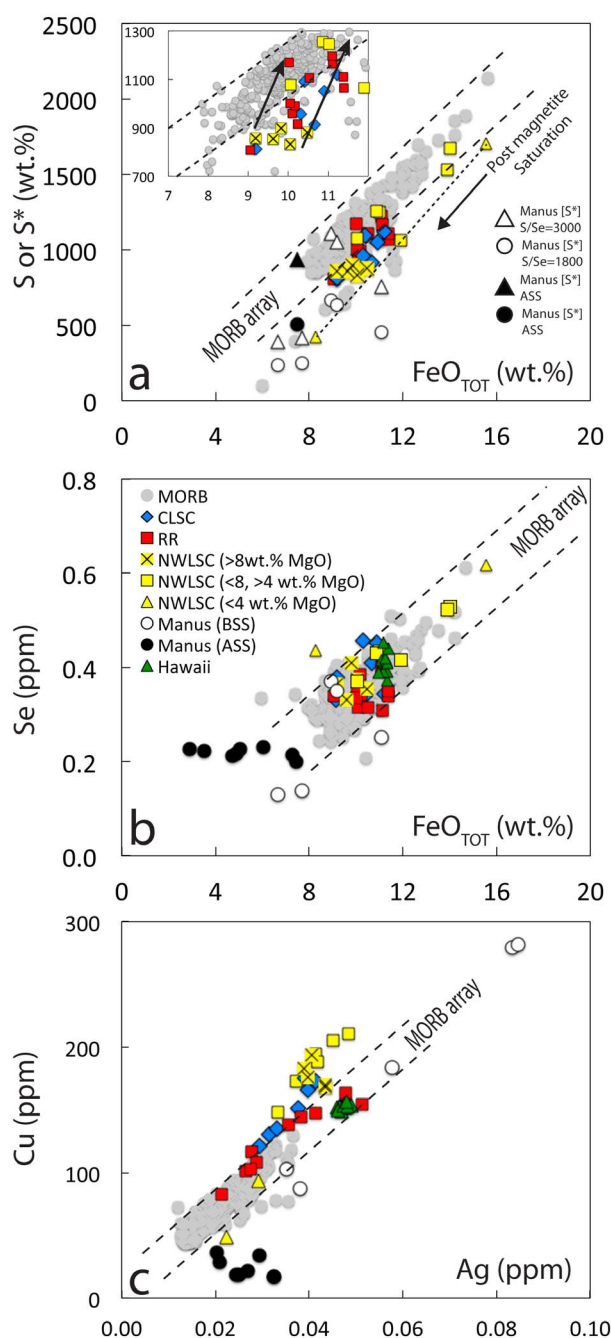 2500
2000
1500
1000
500
0
S or S* (wt.%)
1300
1100
900
700
7 8 9 10 11 12
Post magnetite
Saturation
Manus [S*]
S/Se=3000
Manus [S*]
S/Se=1800
Manus [S*]
ASS
Manus [S*]
ASS
MORB array
a
FeOTOT (wt.%)
0 4 8 12 16 20
0.8
0.6
0.4
0.2
0.0
Se (ppm)
MORB
CLSC
RR
NWLSC (>8wt.% MgO)
NWLSC (<8, >4 wt.% MgO)
NWLSC (<4 wt.% MgO)
Manus (BSS)
Manus (ASS)
Hawaii
MORB array
b
FeOTOT (wt.%)
0 4 8 12 16 20
300
200
100
0
Cu (ppm)
MORB array
c
Ag (ppm)
0.00 0.02 0.04 0.06 0.08 0.10